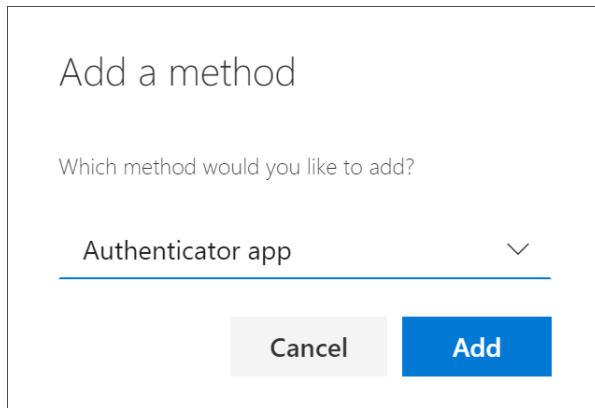 Add a method
Which method would you like to add?
Authenticator app
Cancel
Add